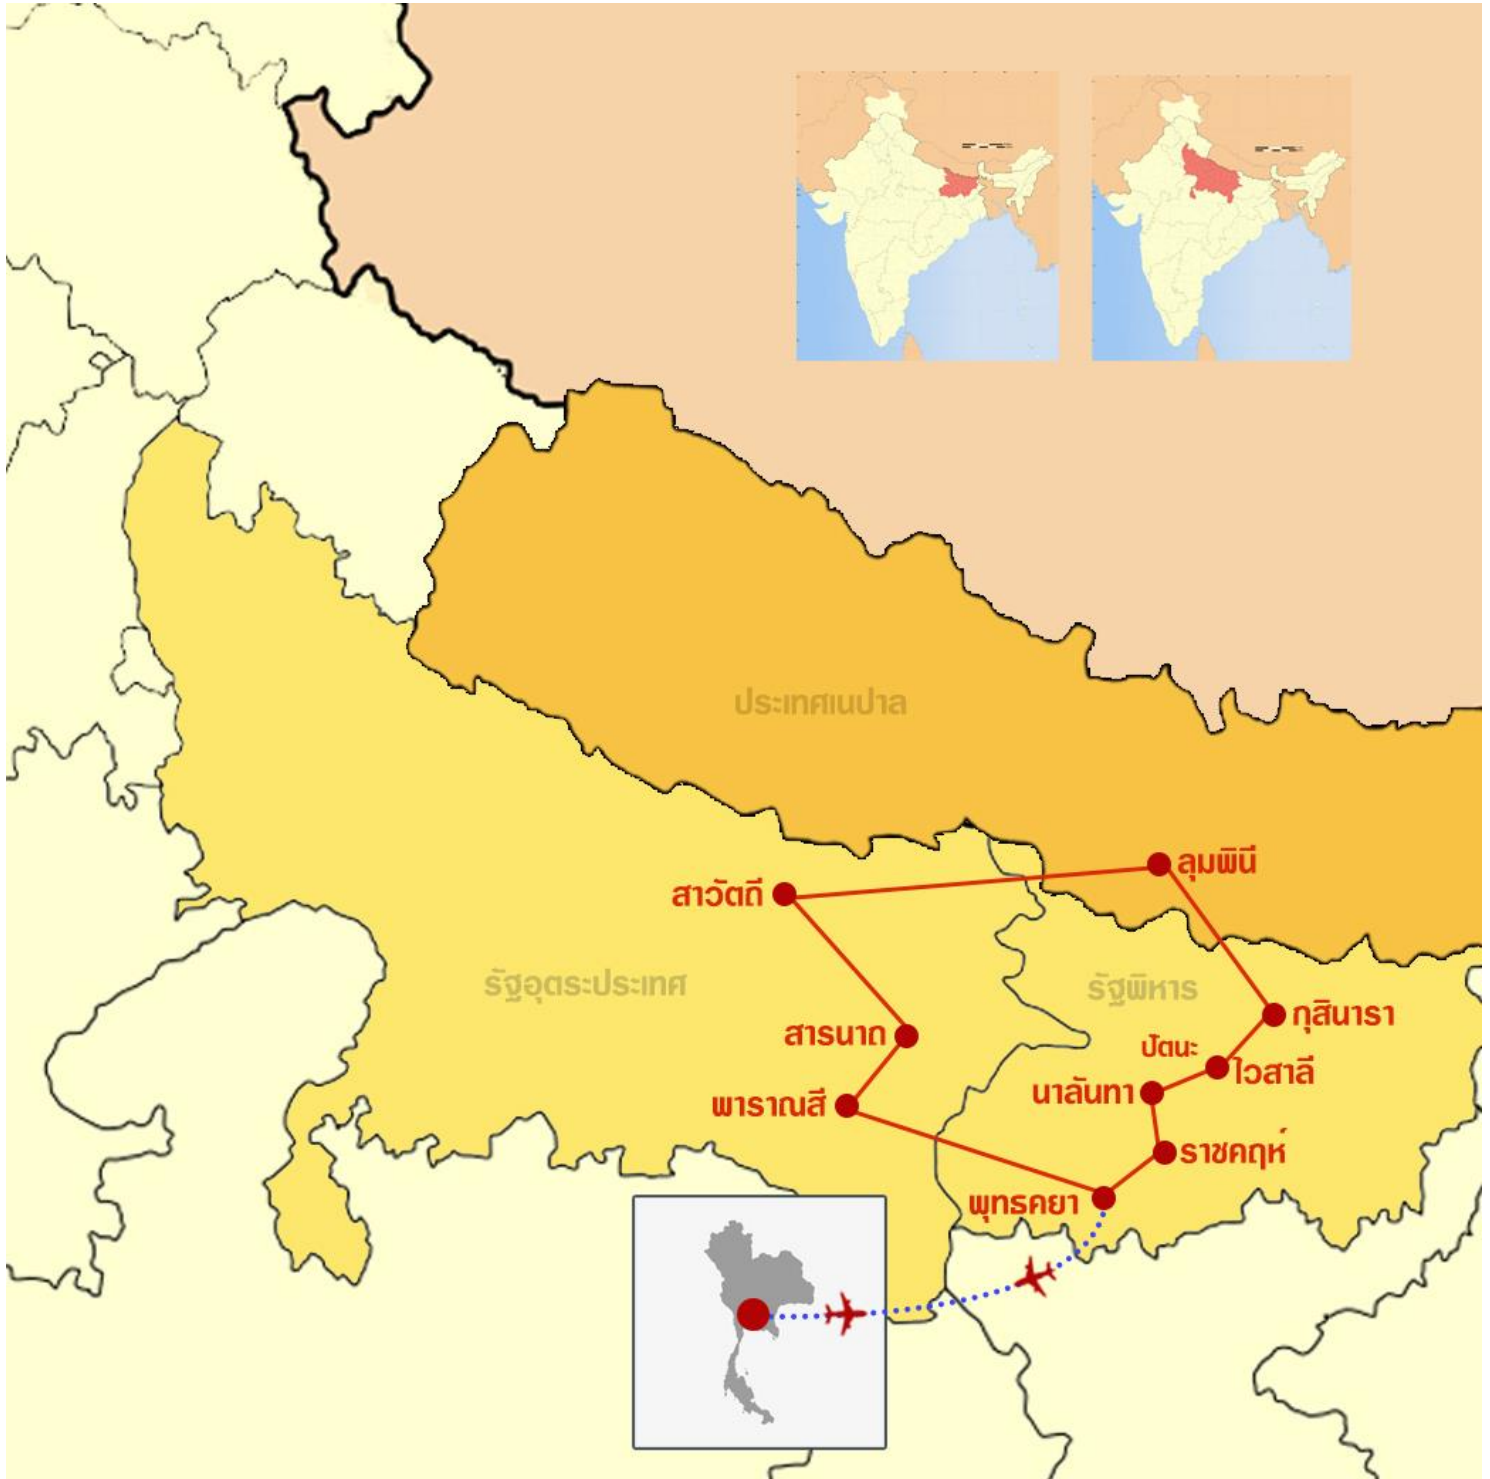 ประเทศเนปาล
ลุมพินี
สาวัตถี
รัฐอุตระประเทศ
รัฐพิหาร
กุสินารา
สารนาถ
ปัตนะ
ไวสาลี
นาลันทา
พาราณสี
ราชคฤห์
พุทธคยา